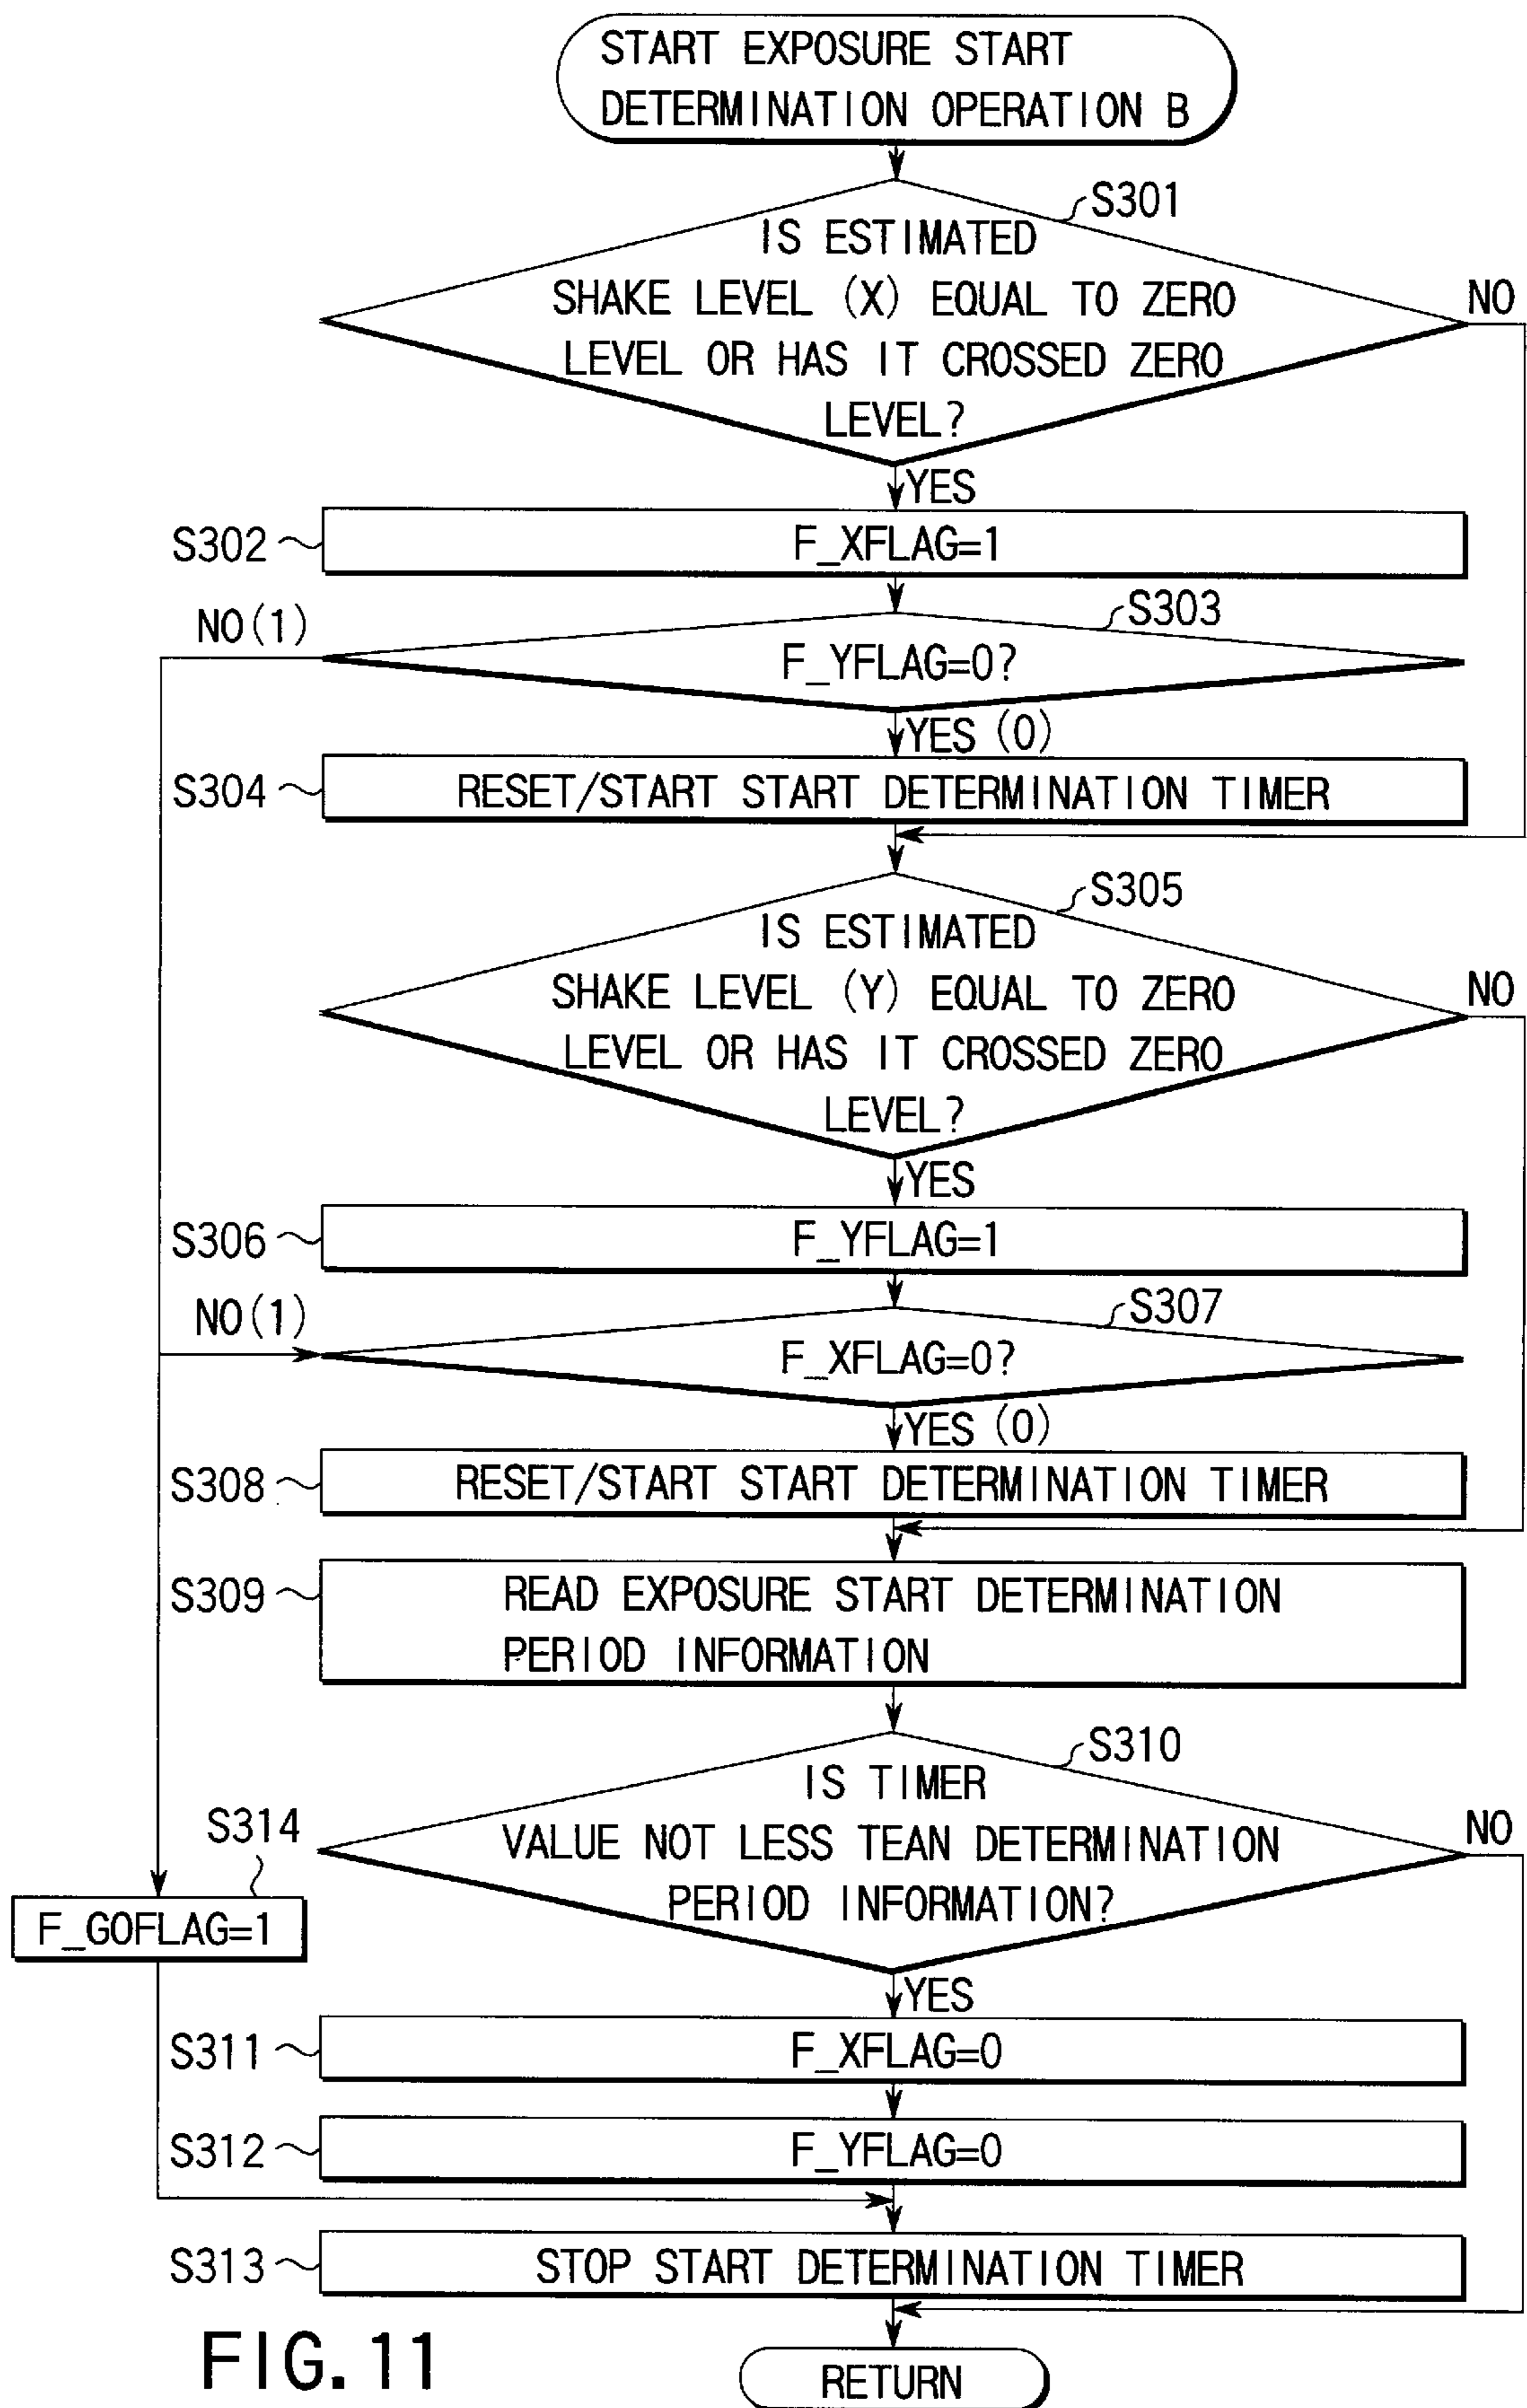 START EXPOSURE START
DETERMINATION OPERATION B
S301
IS ESTIMATED
SHAKE LEVEL (X) EQUAL TO ZERO
LEVEL OR HAS IT CROSSED ZERO
LEVEL?
NO
YES
S302
F_XFLAG=1
NO(1)
S303
F_YFLAG=0?
YES (0)
S304
RESET/START START DETERMINATION TIMER
S305
IS ESTIMATED
SHAKE LEVEL (Y) EQUAL TO ZERO
LEVEL OR HAS IT CROSSED ZERO
LEVEL?
NO
YES
S306
F_YFLAG=1
NO(1)
S307
F_XFLAG=0?
YES (0)
S308
RESET/START START DETERMINATION TIMER
S309
READ EXPOSURE START DETERMINATION
PERIOD INFORMATION
S310
IS TIMER
VALUE NOT LESS TEAN DETERMINATION
PERIOD INFORMATION?
NO
S314
F_GOFLAG=1
YES
S311
F_XFLAG=0
S312
F_YFLAG=0
S313
STOP START DETERMINATION TIMER
RETURN
FIG.11